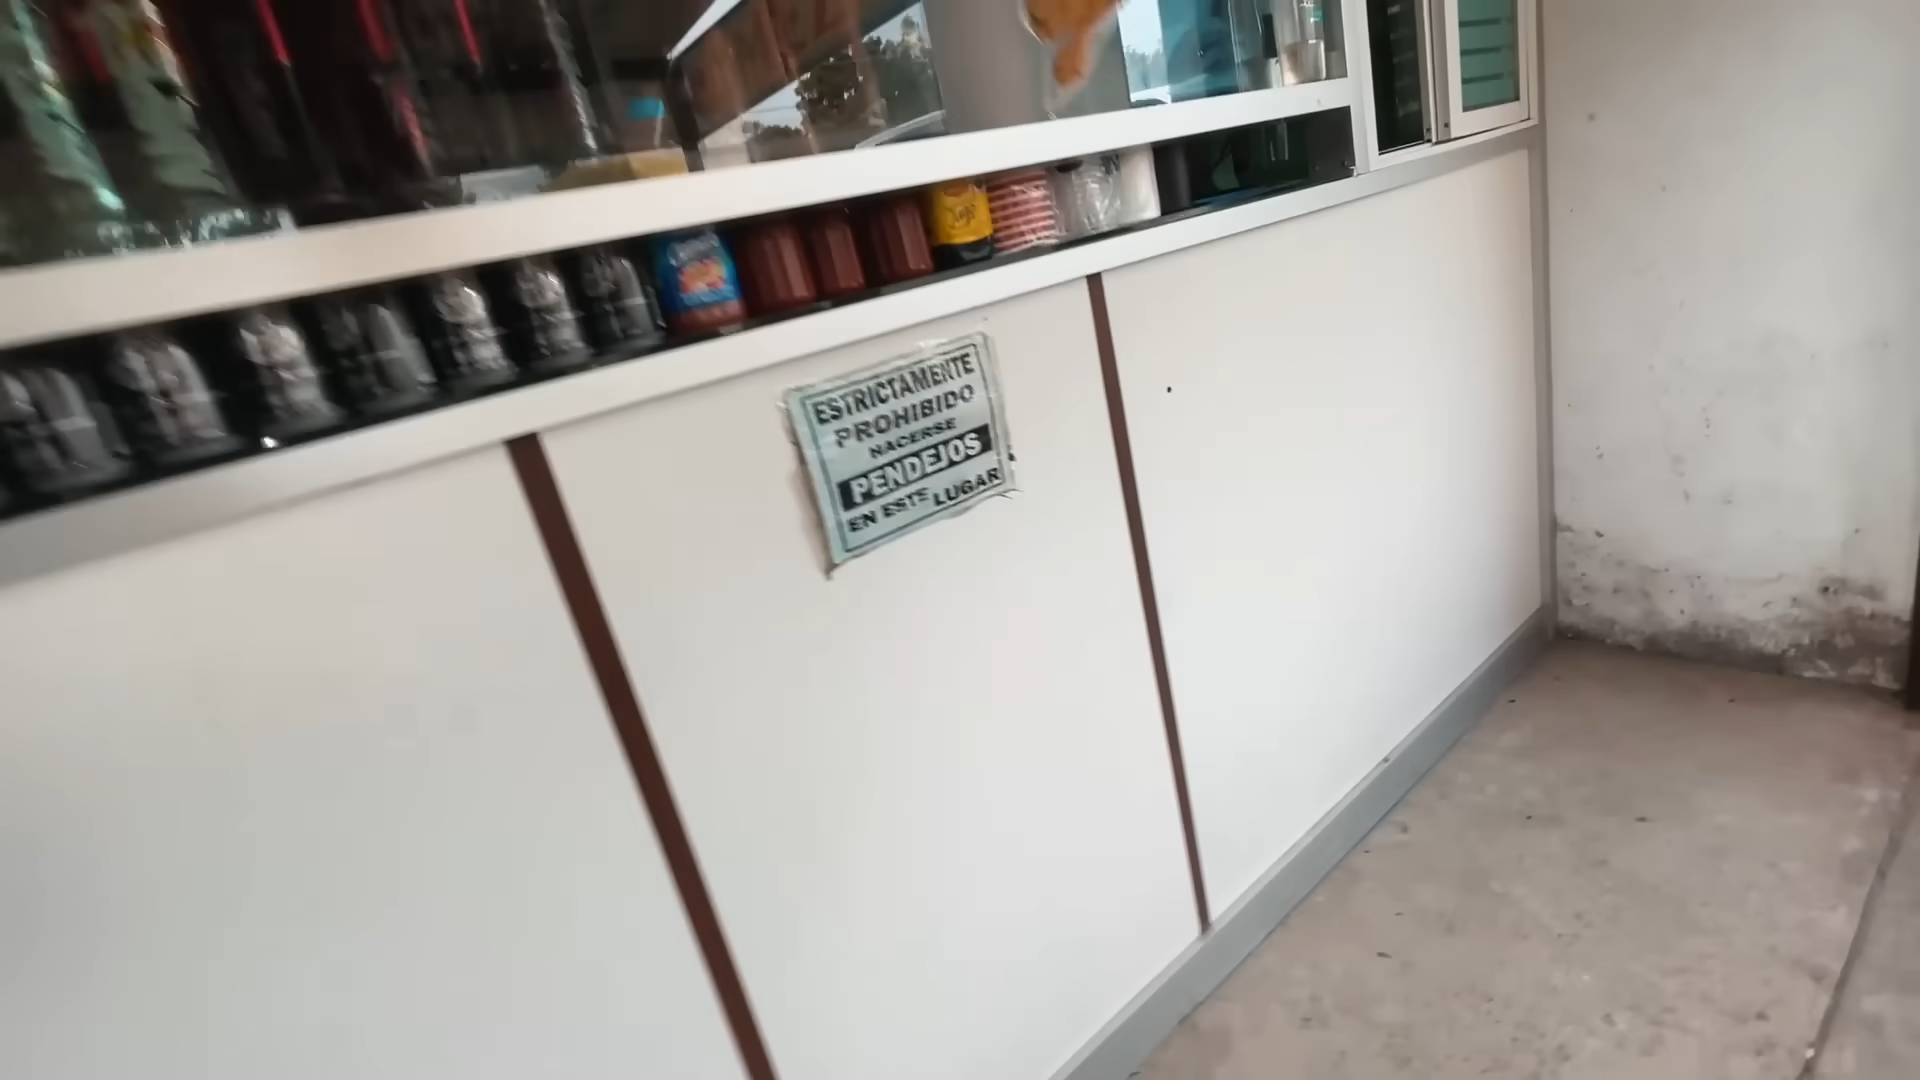 ESTRICTAMENTE
PROHIBIDO
HACERSE
PENDEJOS
EN ESTE LUGAR